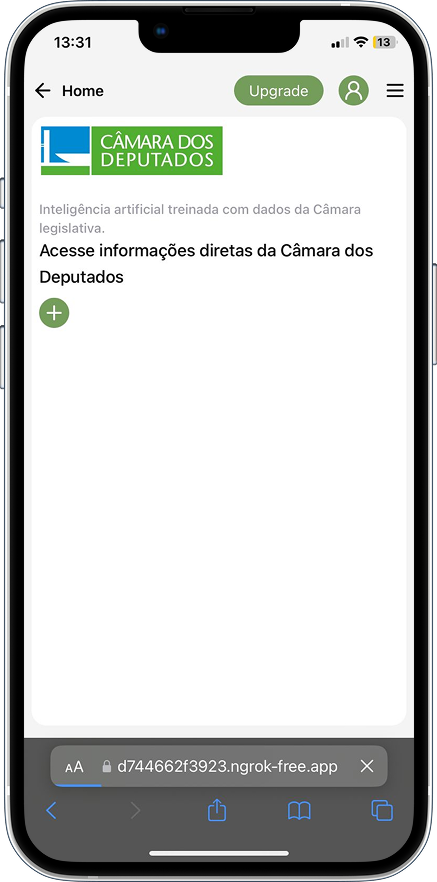 13:31
13
Home
Upgrade
CÂMARA DOS
DEPUTADOS
Inteligência artificial treinada com dados da Câmara
legislativa.
Acesse informações diretas da Câmara dos
Deputados
AA
d744662f3923.ngrok-free.app